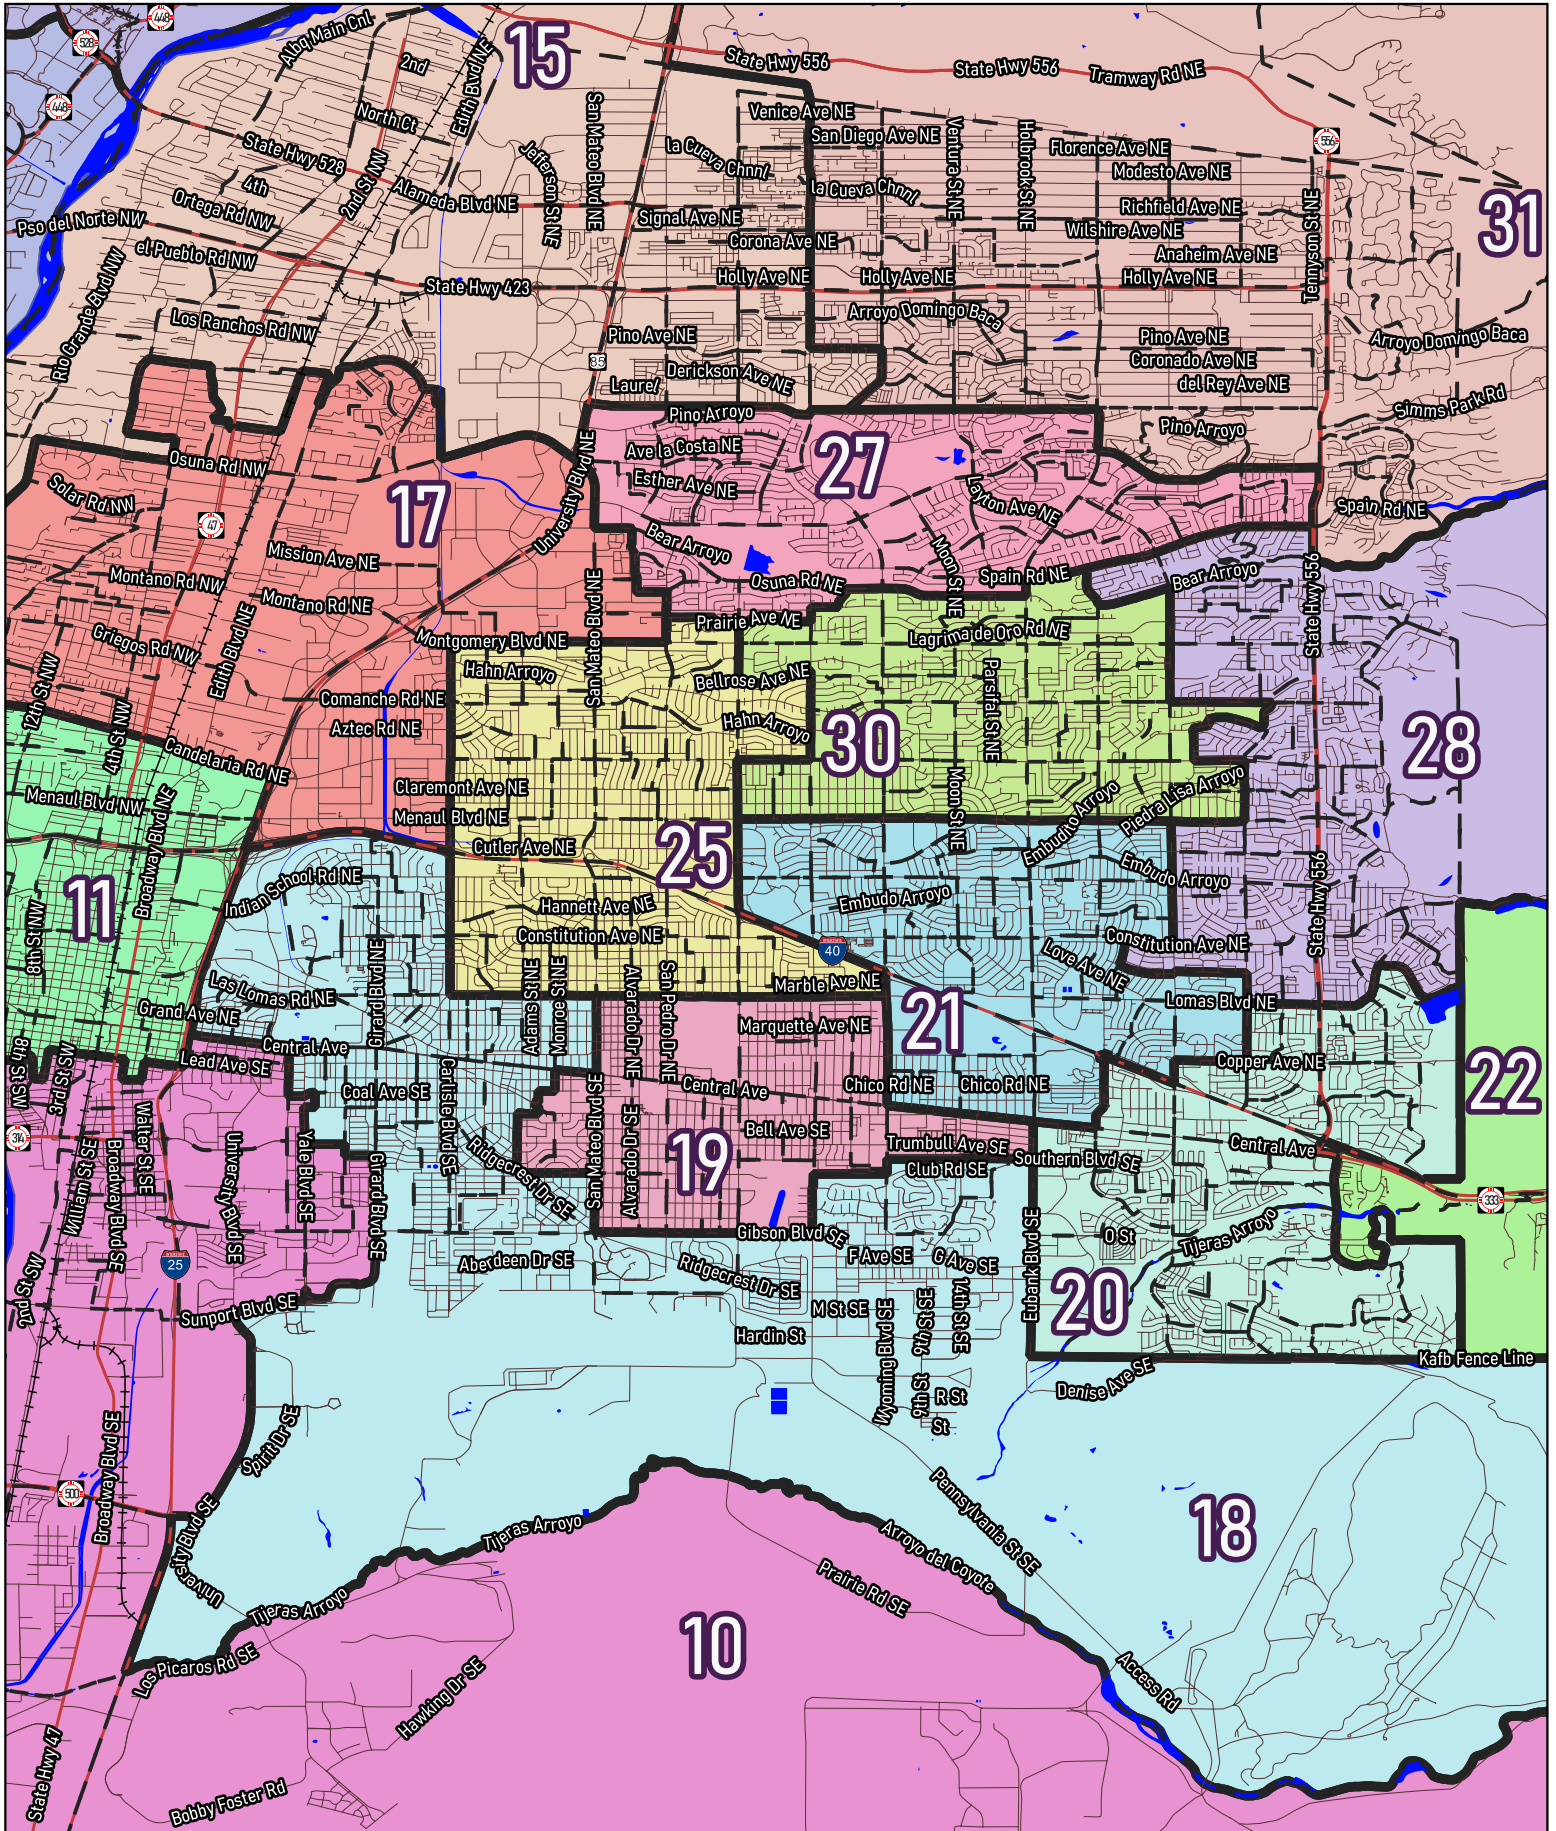 448
528
Albq Main Cnl
15
2nd
Edith Blvd NE
State Hwy 556
State Hwy 556
Tramway Rd NE
448
North Ct
San Mateo Blvd NE
Venice Ave NE
San Diego Ave NE
Ventura St NE
Holbrook St NE
Florence Ave NE
556
State Hwy 528
la Cueva Chnnl
Modesto Ave NE
Jefferson St NE
4th
2nd St NW
Alameda Blvd NE
la Cueva Chnnl
Ortega Rd NW
Richfield Ave NE
Pso del Norte NW
Signal Ave NE
Wilshire Ave NE
31
el Pueblo Rd NW
Corona Ave NE
Anaheim Ave NE
Tennyson St NE
State Hwy 423
Holly Ave NE
Holly Ave NE
Holly Ave NE
Rio Grande Blvd NW
Los Ranchos Rd NW
Arroyo Domingo Baca
Pino Ave NE
Pino Ave NE
Arroyo Domingo Baca
85
Coronado Ave NE
Derickson Ave NE
Laurel
del Rey Ave NE
Simms Park Rd
Pino Arroyo
Pino Arroyo
Ave la Costa NE
27
Osuna Rd NW
Esther Ave NE
University Blvd NE
Layton Ave NE
Solar Rd NW
17
Spain Rd NE
47
Bear Arroyo
Mission Ave NE
Moon St NE
Montano Rd NW
Osuna Rd NE
Spain Rd NE
Bear Arroyo
State Hwy 556
Montano Rd NE
San Mateo Blvd NE
Prairie Ave NE
Griegos Rd NW
Edith Blvd NE
Montgomery Blvd NE
Lagrima de Oro Rd NE
12th St NW
Hahn Arroyo
Bellrose Ave NE
Parsifal St NE
Comanche Rd NE
4th St NW
Aztec Rd NE
Hahn Arroyo
30
28
Candelaria Rd NE
Claremont Ave NE
Menaul Blvd NW
Broadway Blvd NE
Moon St NE
Embudito Arroyo
Piedra Lisa Arroyo
Menaul Blvd NE
Cutler Ave NE
25
11
Indian School Rd NE
Embudo Arroyo
State Hwy 556
8th St NW
Hannett Ave NE
Embudo Arroyo
Constitution Ave NE
40
Constitution Ave NE
Girard Blvd NE
Love Ave NE
Las Lomas Rd NE
Adams St NE
Monroe St NE
Alvarado Dr NE
San Pedro Dr NE
Marble Ave NE
Lomas Blvd NE
Grand Ave NE
21
Marquette Ave NE
8th St SW
Central Ave
3rd St SW
Lead Ave SE
Copper Ave NE
22
Coal Ave SE
Carlisle Blvd SE
San Mateo Blvd SE
Central Ave
Chico Rd NE
Chico Rd NE
314
Walter St SE
Bell Ave SE
Trumbull Ave SE
Central Ave
William St SE
University Blvd SE
Yale Blvd SE
Alvarado Dr SE
19
Southern Blvd SE
Broadway Blvd SE
Girard Blvd SE
Ridgecrest Dr SE
Club Rd SE
333
Gibson Blvd SE
Eubank Blvd SE
O St
Tijeras Arroyo
25
Aberdeen Dr SE
F Ave SE
G Ave SE
2nd St SW
Ridgecrest Dr SE
Sunport Blvd SE
M St SE
Wyoming Blvd SE
9th St SE
14th St SE
20
Hardin St
Kafb Fence Line
Denise Ave SE
9th St
R St
St
Broadway Blvd SE
Spirit Dr SE
500
Pennsylvania St SE
18
University Blvd SE
Tijeras Arroyo
Arroyo del Coyote
Prairie Rd SE
Tijeras Arroyo
10
Los Picaros Rd SE
Access Rd
Hawking Dr SE
State Hwy 47
Bobby Foster Rd